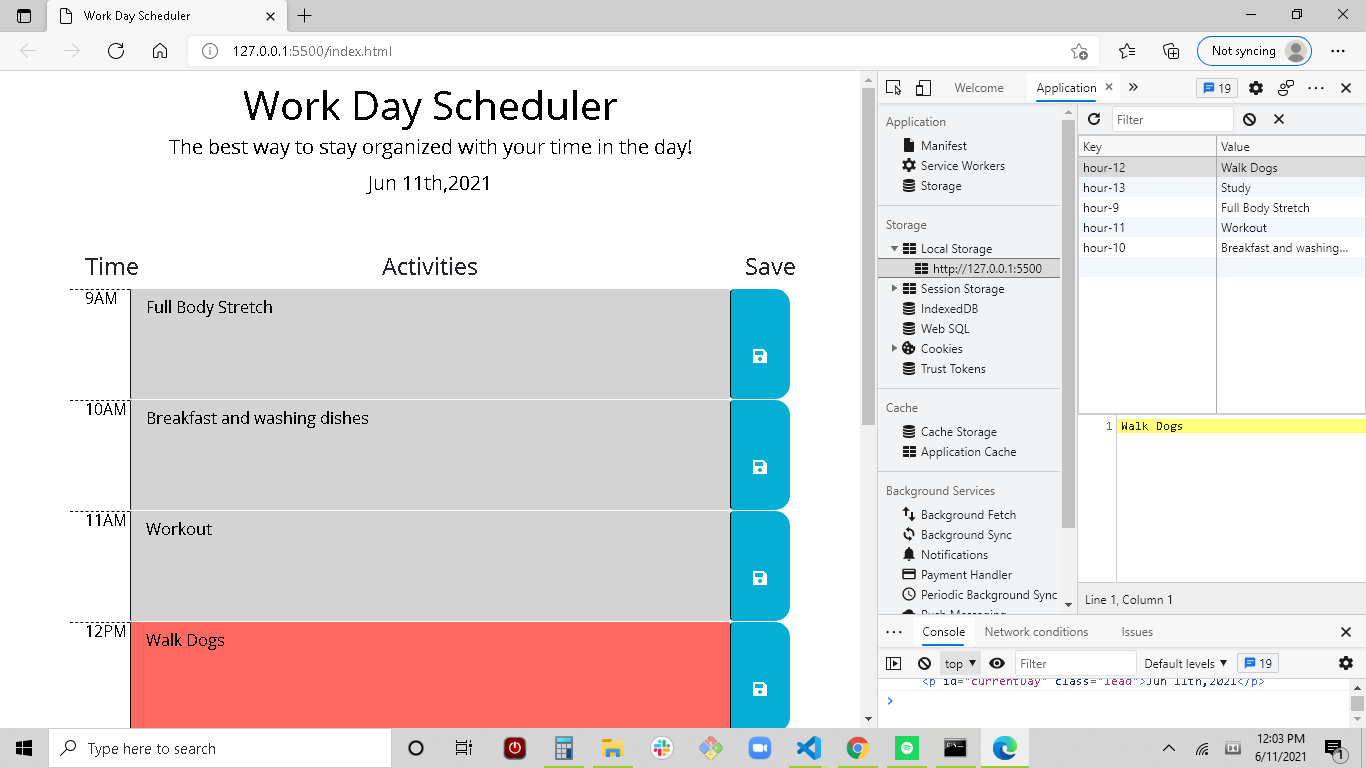 Work Day Scheduler
127.0.0.1:5500/index.html
Not syncing
Work Day Scheduler
The best way to stay organized with your time in the day!
Jun 11th,2021
Time Activities Save
9AM Full Body Stretch
10AM Breakfast and washing dishes
11AM Workout
12PM Walk Dogs
Welcome Application 19
Application
Manifest
Service Workers
Storage
Storage
Local Storage
http://127.0.0.1:5500
Session Storage
IndexedDB
Web SQL
Cookies
Trust Tokens
Cache
Cache Storage
Application Cache
Background Services
Background Fetch
Background Sync
Notifications
Payment Handler
Periodic Background Sync
Push Messaging
Filter
Key Value
hour-12 Walk Dogs
hour-13 Study
hour-9 Full Body Stretch
hour-11 Workout
hour-10 Breakfast and washing...
1 Walk Dogs
Line 1, Column 1
Console Network conditions Issues
top Filter Default levels 19
<p id="currentDay" class="lead">Jun 11th,2021</p>
Type here to search
12:03 PM
6/11/2021
1